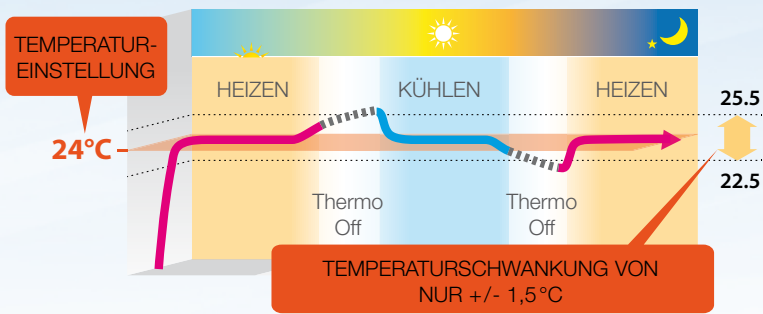 TEMPERATUR-
EINSTELLUNG
HEIZEN
KÜHLEN
HEIZEN
25.5
24°C
22.5
Thermo
Off
Thermo
Off
TEMPERATURSCHWANKUNG VON
NUR +/- 1,5°C